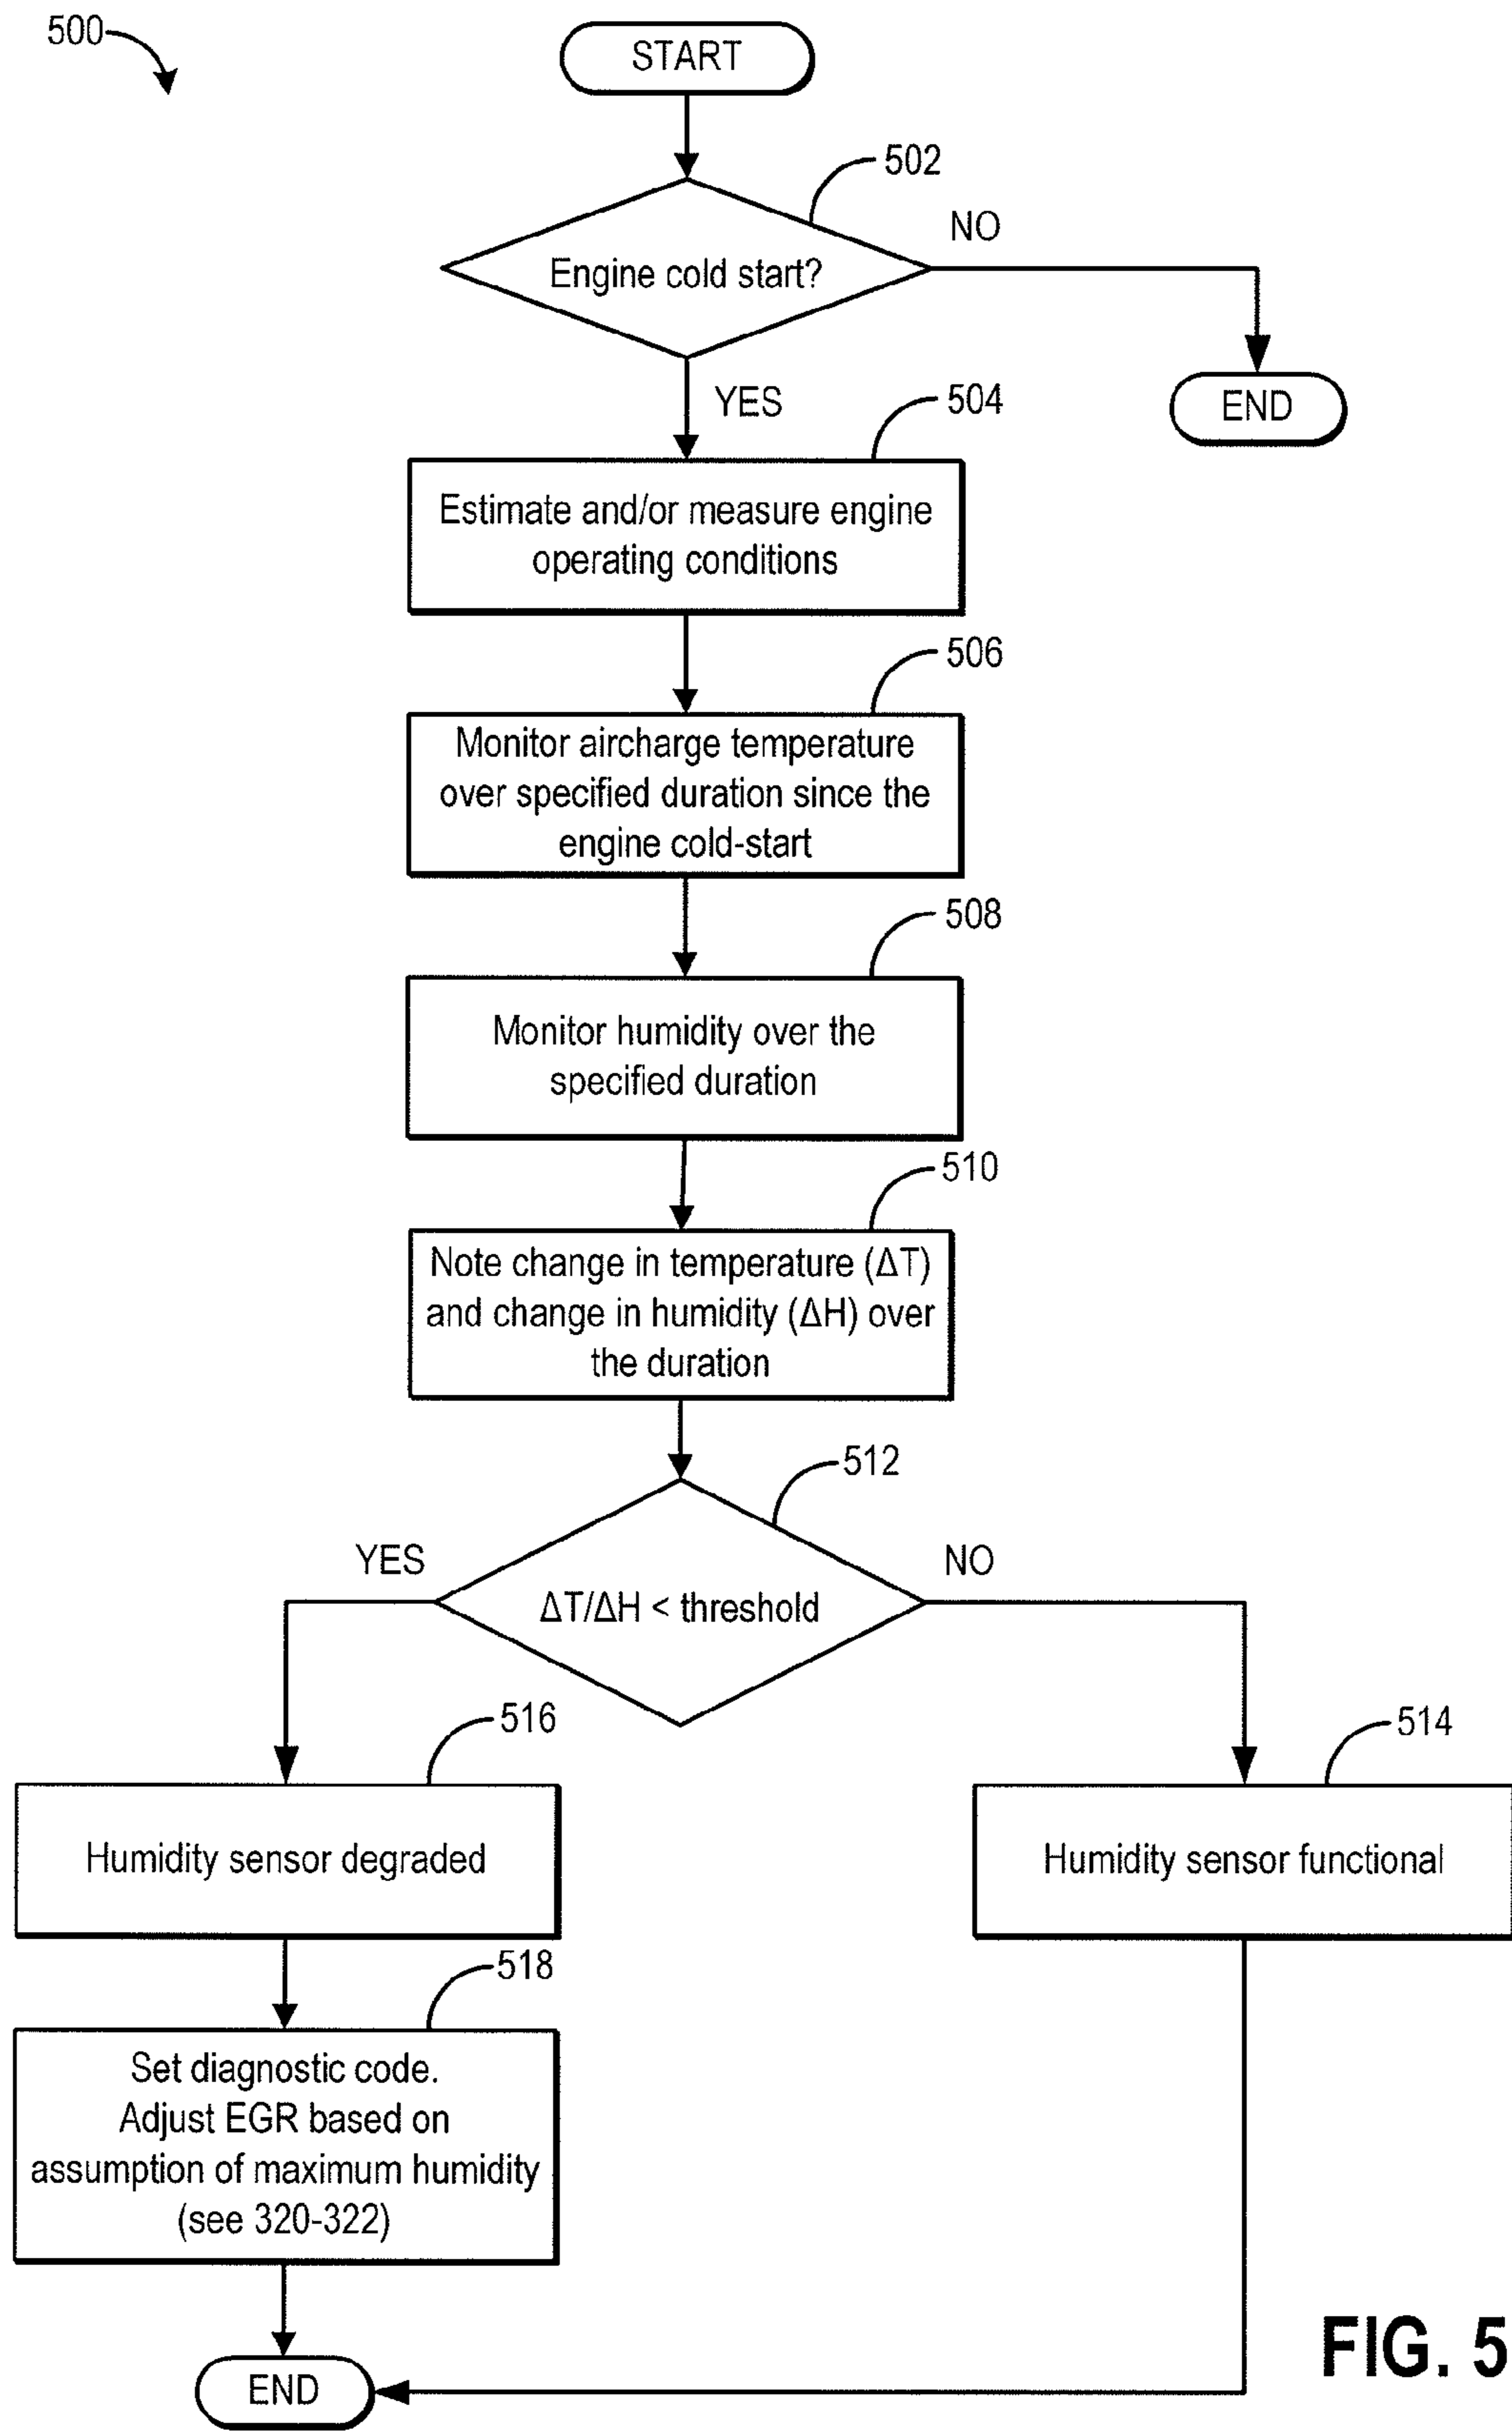 500
START
502
Engine cold start?
NO
END
YES
504
Estimate and/or measure engine
operating conditions
506
Monitor aircharge temperature
over specified duration since the
engine cold-start
508
Monitor humidity over the
specified duration
510
Note change in temperature (ΔT)
and change in humidity (ΔH) over
the duration
512
YES
NO
ΔT/ΔH < threshold
516
514
Humidity sensor degraded
Humidity sensor functional
518
Set diagnostic code.
Adjust EGR based on
assumption of maximum humidity
(see 320-322)
END
FIG. 5